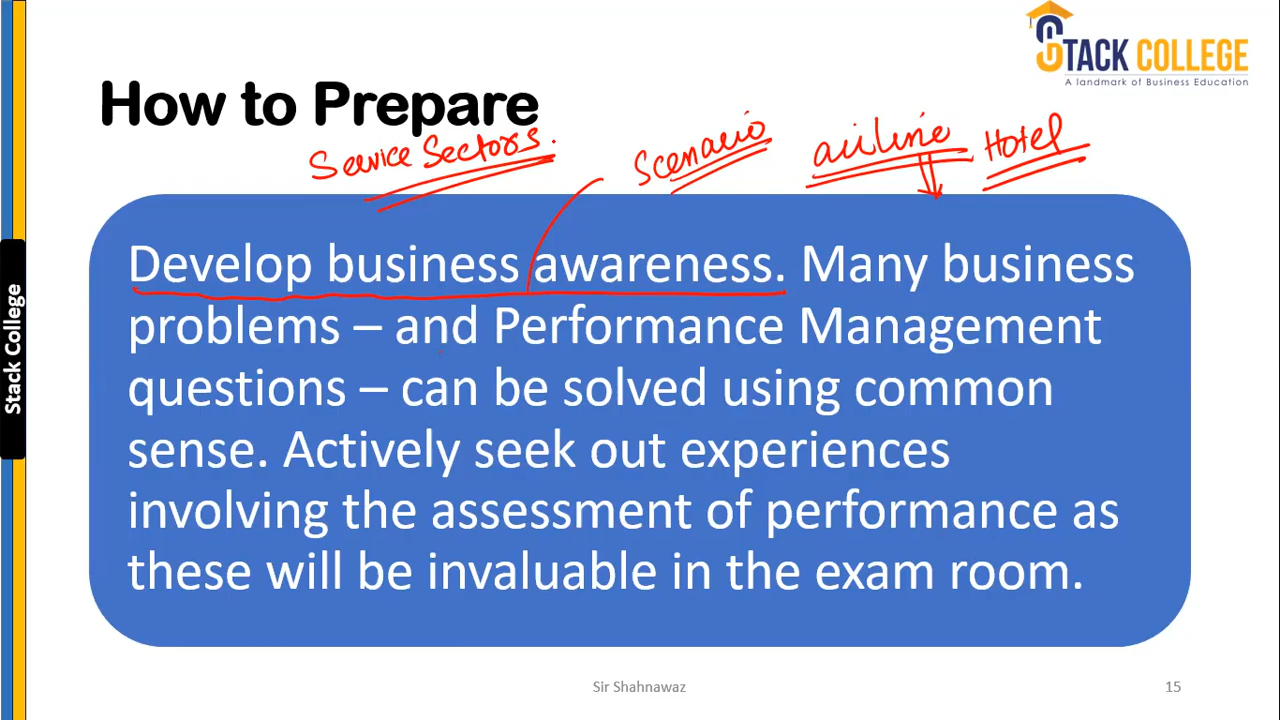 STACK COLLEGE
A landmark of Business Education
How to Prepare
Service Sectors.
Scenario
airline
Hotel
Develop business awareness. Many business
problems – and Performance Management
questions – can be solved using common
sense. Actively seek out experiences
involving the assessment of performance as
these will be invaluable in the exam room.
Stack College
Sir Shahnawaz
15